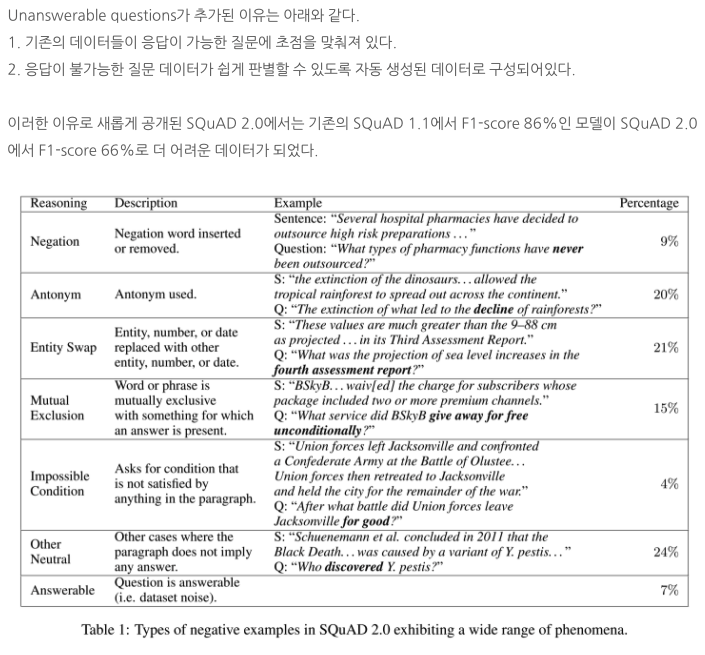 Unanswerable questions가 추가된 이유는 아래와 같다.
1. 기존의 데이터들이 응답이 가능한 질문에 초점을 맞춰져 있다.
2. 응답이 불가능한 질문 데이터가 쉽게 판별할 수 있도록 자동 생성된 데이터로 구성되어있다.
이러한 이유로 새롭게 공개된 SQuAD 2.0에서는 기존의 SQuAD 1.1에서 F1-score 86%인 모델이 SQuAD 2.0
에서 F1-score 66%로 더 어려운 데이터가 되었다.
Reasoning Description Example Percentage
Negation
Negation word inserted
or removed.
Sentence: “Several hospital pharmacies have decided to
outsource high risk preparations . . .”
Question: “What types of pharmacy functions have never
been outsourced?”
9%
Antonym
Antonym used.
S: “the extinction of the dinosaurs. . . allowed the
tropical rainforest to spread out across the continent.”
Q: “The extinction of what led to the decline of rainforests?”
20%
Entity Swap
Entity, number, or date
replaced with other
entity, number, or date.
S: “These values are much greater than the 9–88 cm
as projected . . . in its Third Assessment Report.”
Q: “What was the projection of sea level increases in the
fourth assessment report?”
21%
Mutual
Exclusion
Word or phrase is
mutually exclusive
with something for which
an answer is present.
S: “BSkyB. . . waiv[ed] the charge for subscribers whose
package included two or more premium channels.”
Q: “What service did BSkyB give away for free
unconditionally?”
15%
Impossible
Condition
Asks for condition that
is not satisfied by
anything in the paragraph.
S: “Union forces left Jacksonville and confronted
a Confederate Army at the Battle of Olustee. . .
Union forces then retreated to Jacksonville
and held the city for the remainder of the war.”
Q: “After what battle did Union forces leave
Jacksonville for good?”
4%
Other
Neutral
Other cases where the
paragraph does not imply
any answer.
S: “Schuenemann et al. concluded in 2011 that the
Black Death. . . was caused by a variant of Y. pestis. . .”
Q: “Who discovered Y. pestis?”
24%
Answerable
Question is answerable
(i.e. dataset noise).
7%
Table 1: Types of negative examples in SQuAD 2.0 exhibiting a wide range of phenomena.